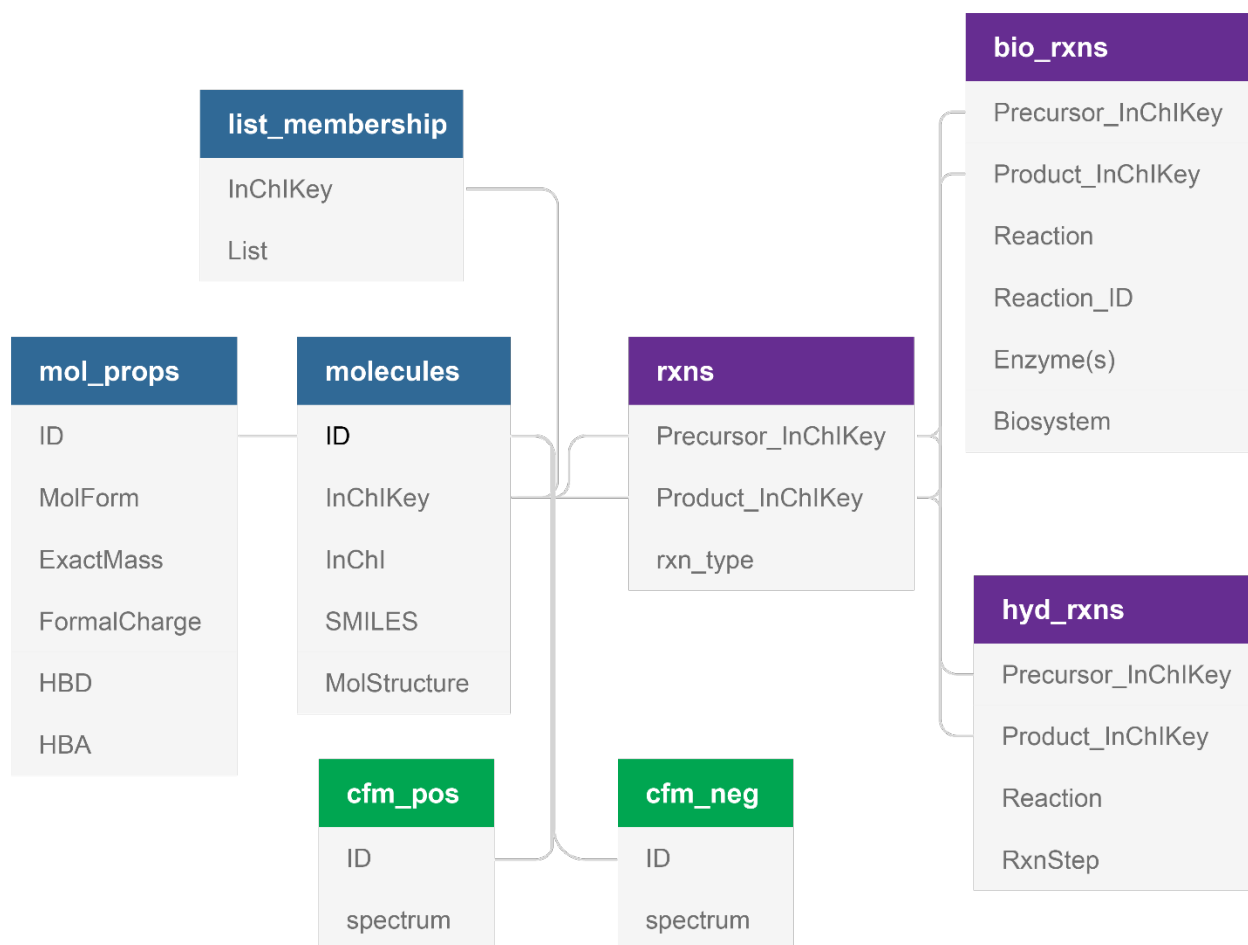 bio_rxns
Precursor_InChIKey
Product_InChIKey
Reaction
Reaction_ID
Enzyme(s)
Biosystem
list_membership
InChIKey
List
mol_props
ID
MolForm
ExactMass
FormalCharge
HBD
HBA
molecules
ID
InChIKey
InChI
SMILES
MolStructure
rxns
Precursor_InChIKey
Product_InChIKey
rxn_type
hyd_rxns
Precursor_InChIKey
Product_InChIKey
Reaction
RxnStep
cfm_pos
ID
spectrum
cfm_neg
ID
spectrum